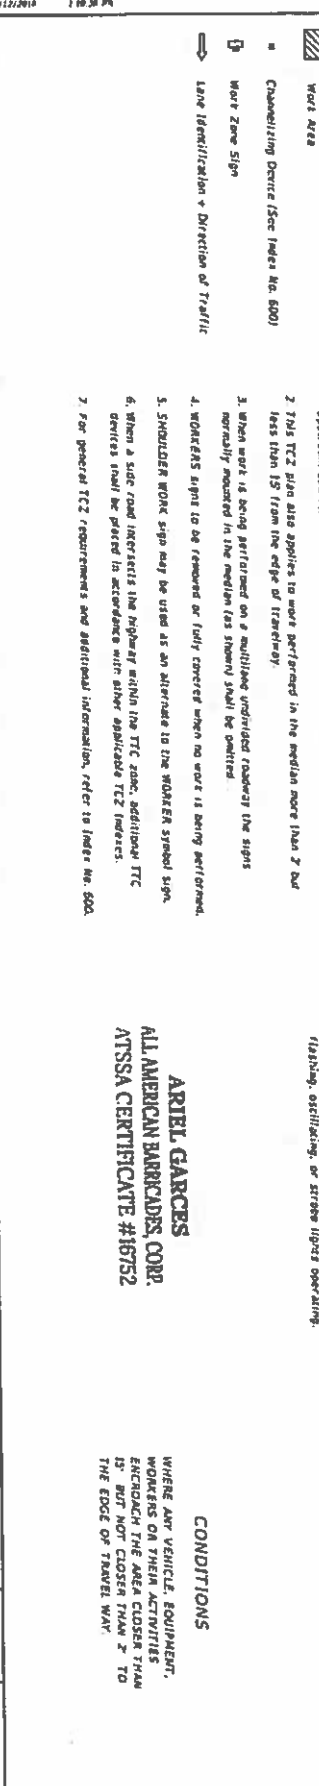 Work Area
Channelizing Device (See Index No. 600)
Work Zone Sign
Lane Identification + Direction of Traffic
2. This TCZ plan also applies to work performed in the median more than 2' but
less than 15' from the edge of travelway.
3. When work is being performed on a multilane undivided roadway the signs
normally mounted in the median (as shown) shall be omitted.
4. WORKERS signs to be removed or fully covered when no work is being performed.
5. SHOULDER WORK sign may be used as an alternate to the WORKER symbol sign.
6. When a side road intersects the highway within the TTC zone, additional TTC
devices shall be placed in accordance with other applicable TCZ Indexes.
7. For general TCZ requirements and additional information, refer to Index No. 600.
flashing, oscillating, or strobe lights operating.
ARIEL GARCES
ALL AMERICAN BARRICADES, CORP.
ATSSA CERTIFICATE #16752
CONDITIONS
WHERE ANY VEHICLE, EQUIPMENT,
WORKERS OR THEIR ACTIVITIES
ENCROACH THE AREA CLOSER THAN
15' BUT NOT CLOSER THAN 2' TO
THE EDGE OF TRAVEL WAY.